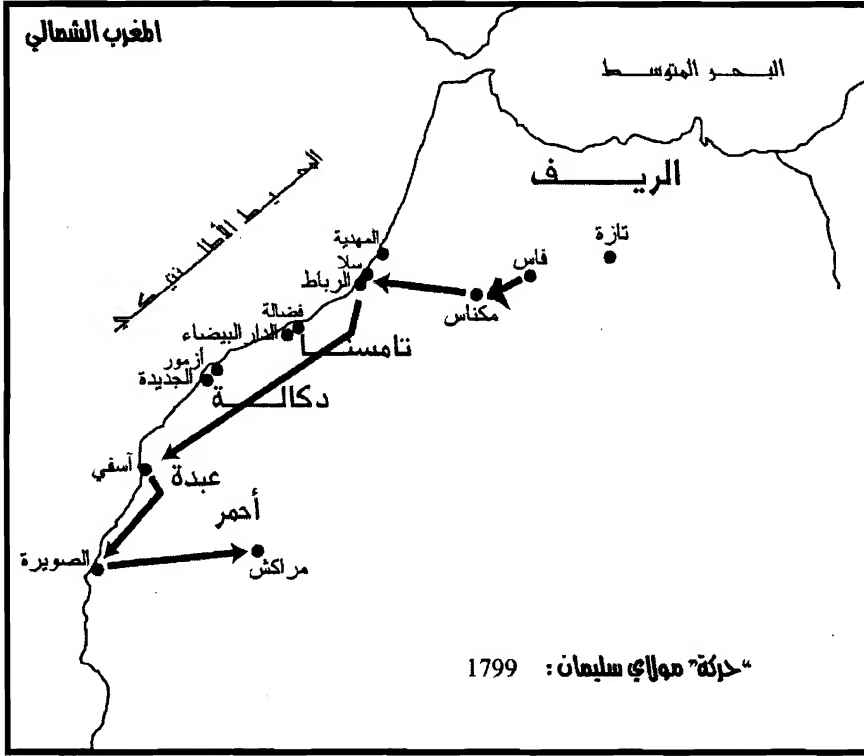 المغرب الشمالي
البحر المتوسط
المحيط الأطلنتيكي
الريف
تازة
فاس
مكناس
المهدية
سلا
الرباط
فضالة
الدار البيضاء
تامسنا
أزمور
الجديدة
دكالة
آسفي
عبدة
أحمر
الصويرة
مراكش
“حركة” مولاي سليمان: 1799